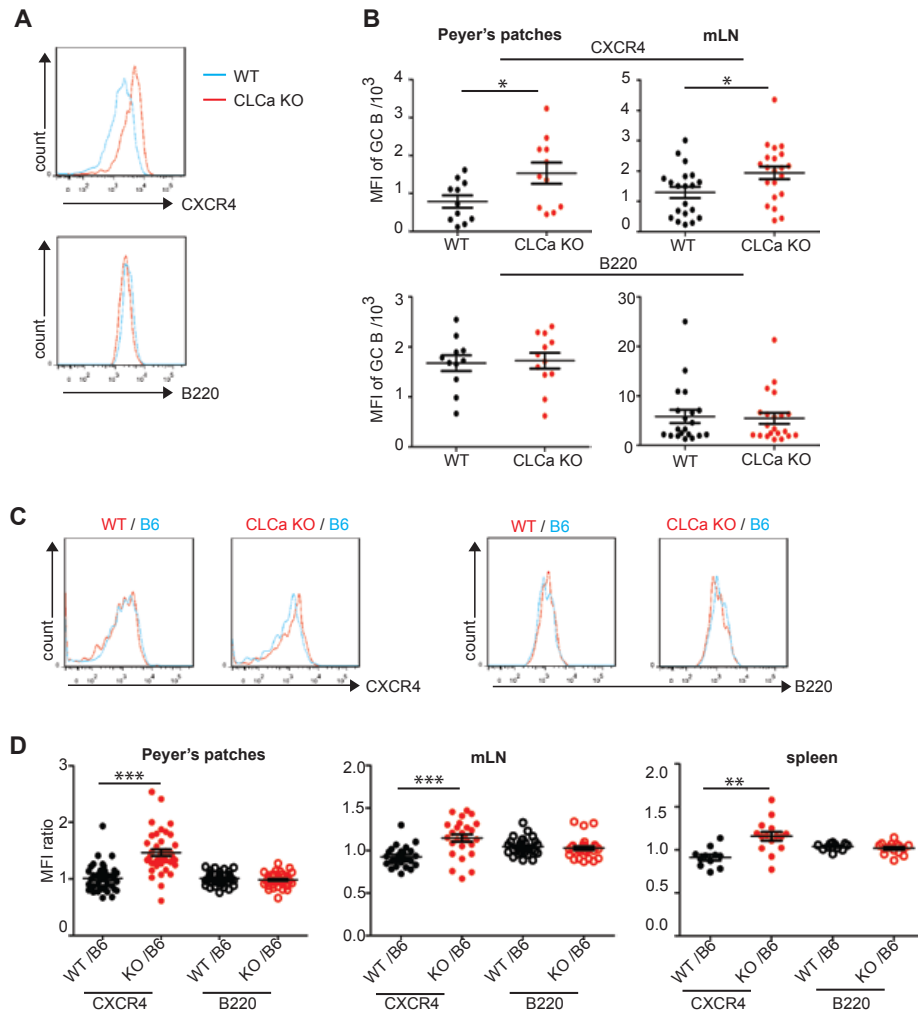 A
WT
CLCa KO
count
CXCR4
count
B220
B
Peyer's patches
mLN
CXCR4
MFI of GC B /10³
4
3
2
1
0
5
4
3
2
1
0
*
*
WT
CLCa KO
WT
CLCa KO
B220
MFI of GC B /10³
3
2
1
0
30
20
10
0
WT
CLCa KO
WT
CLCa KO
C
WT / B6
CLCa KO / B6
WT / B6
CLCa KO / B6
count
CXCR4
count
B220
D
Peyer's patches
mLN
spleen
MFI ratio
3
2
1
0
2.0
1.5
1.0
0.5
0.0
2.0
1.5
1.0
0.5
0.0
***
***
**
WT /B6
KO /B6
WT /B6
KO /B6
WT /B6
KO /B6
WT /B6
KO /B6
WT /B6
KO /B6
WT /B6
KO /B6
CXCR4
B220
CXCR4
B220
CXCR4
B220